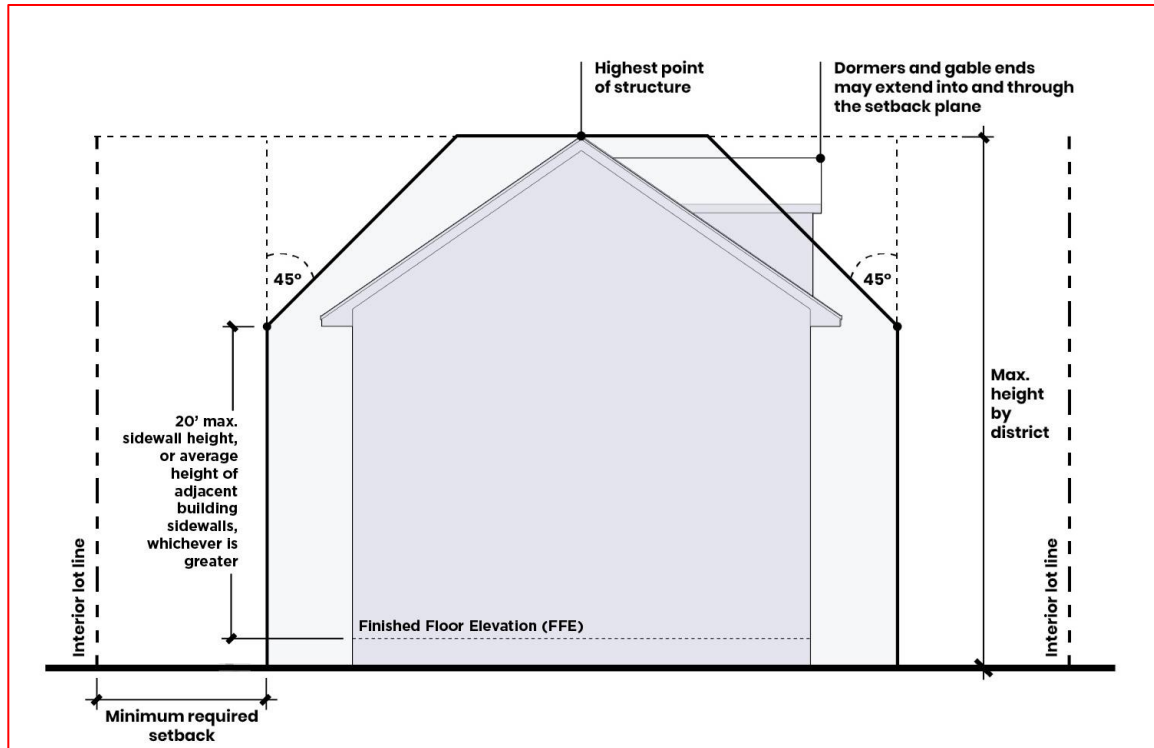 Highest point
of structure
Dormers and gable ends
may extend into and through
the setback plane
45°
45°
20’ max.
sidewall height,
or average
height of
adjacent
building
sidewalls,
whichever is
greater
Max.
height
by
district
Interior lot line
Finished Floor Elevation (FFE)
Interior lot line
Minimum required
setback